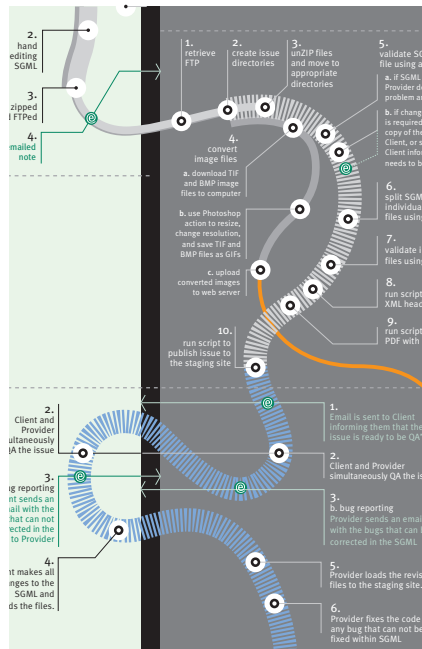 2.
hand
editing
SGML
3.
zipped
FTPed
4.
emailed
note
1.
retrieve
FTP
2.
create issue
directories
3.
unZIP files
and move to
appropriate
directories
4.
convert
image files
a. download TIF
and BMP image
files to computer
b. use Photoshop
action to resize,
change resolution,
and save TIF and
BMP files as GIFs
c. upload
converted images
to web server
5.
validate SG
file using a
a. if SGML
Provider de
problem a
b. if chang
is required
copy of the
Client, or s
Client infor
needs to b
6.
split SGM
individua
files using
7.
validate i
files using
8.
run script
XML head
9.
run script
PDF with
10.
run script to
publish issue to
the staging site
2.
Client and
Provider
ultaneously
QA the issue
3.
g reporting
nt sends an
ail with the
hat can not
rected in the
to Provider
4.
nt makes all
nges to the
SGML and
ds the files.
1.
Email is sent to Client
informing them that the
issue is ready to be QA'
2.
Client and Provider
simultaneously QA the is
3.
b. bug reporting
Provider sends an emai
with the bugs that can b
corrected in the SGML
5.
Provider loads the revis
files to the staging site.
6.
Provider fixes the code
any bug that can not be
fixed within SGML